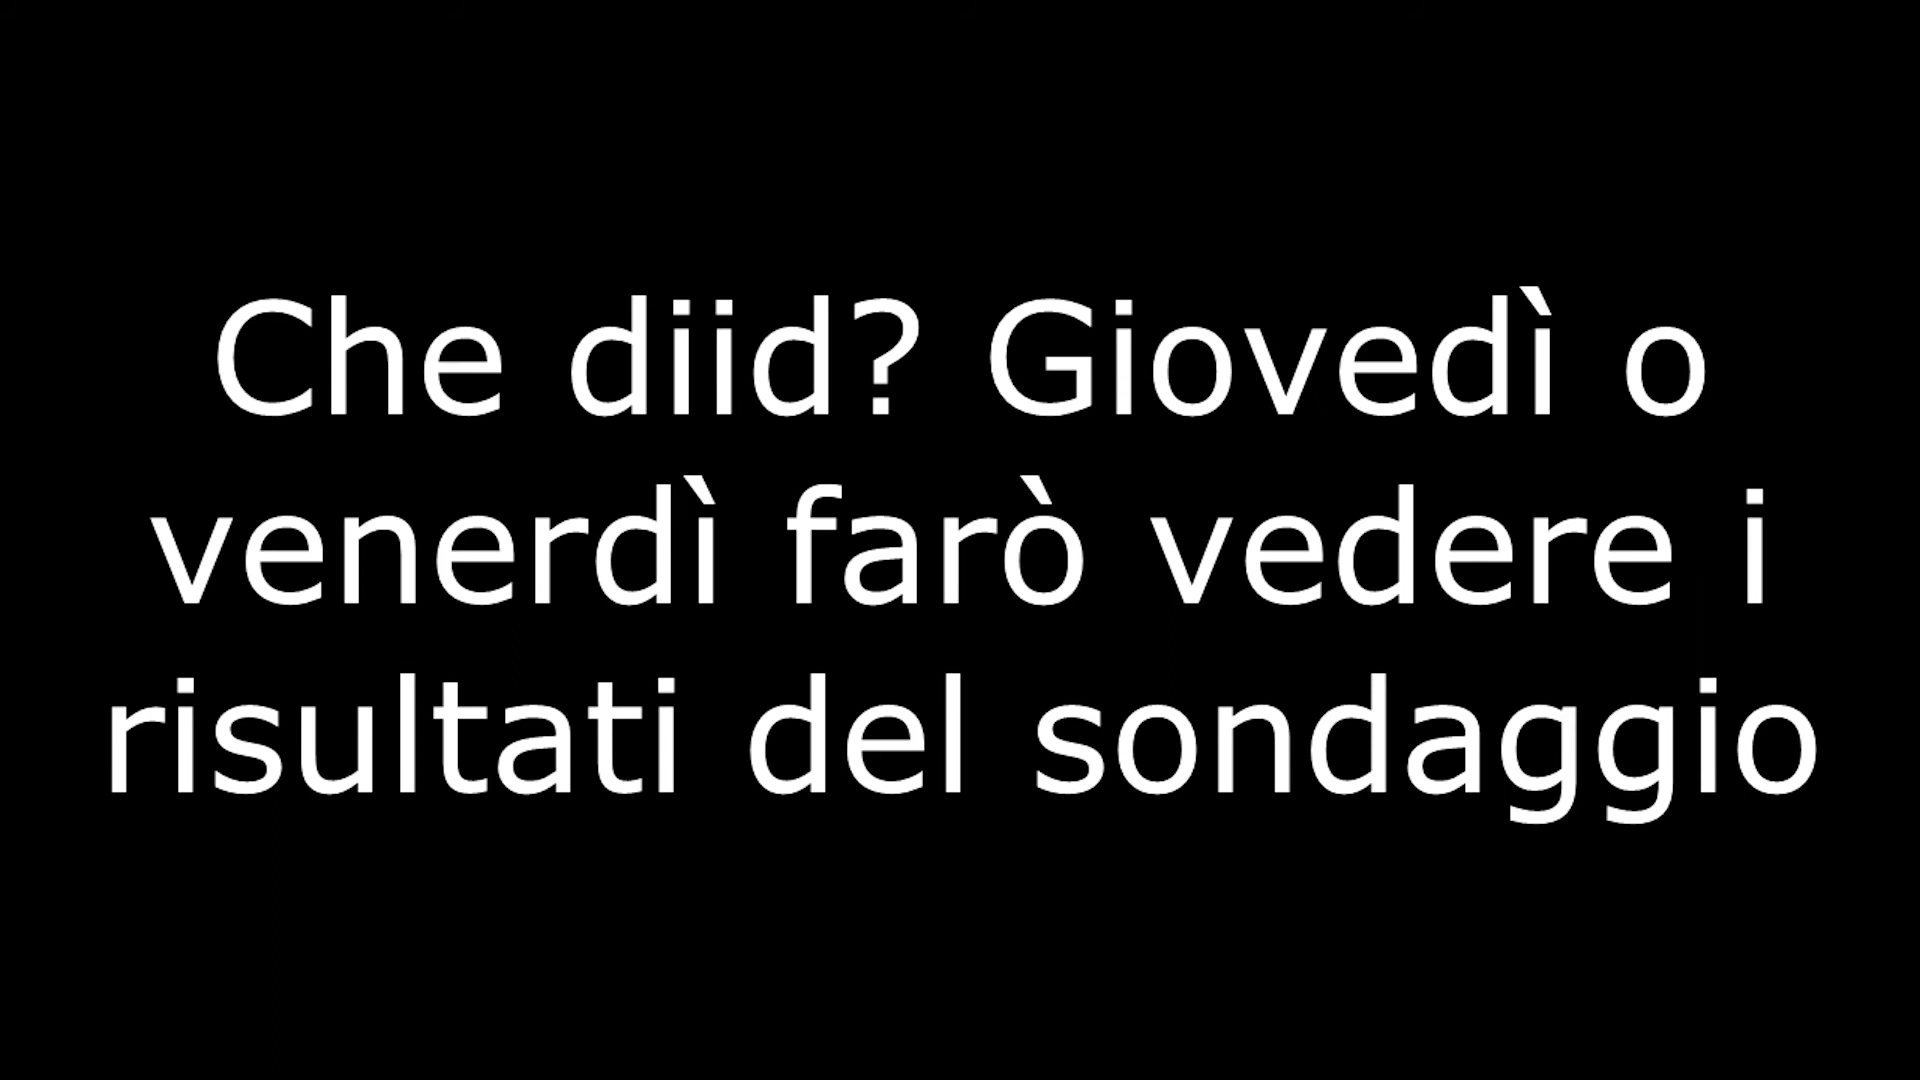 Che diid? Giovedì o
venerdì farò vedere i
risultati del sondaggio